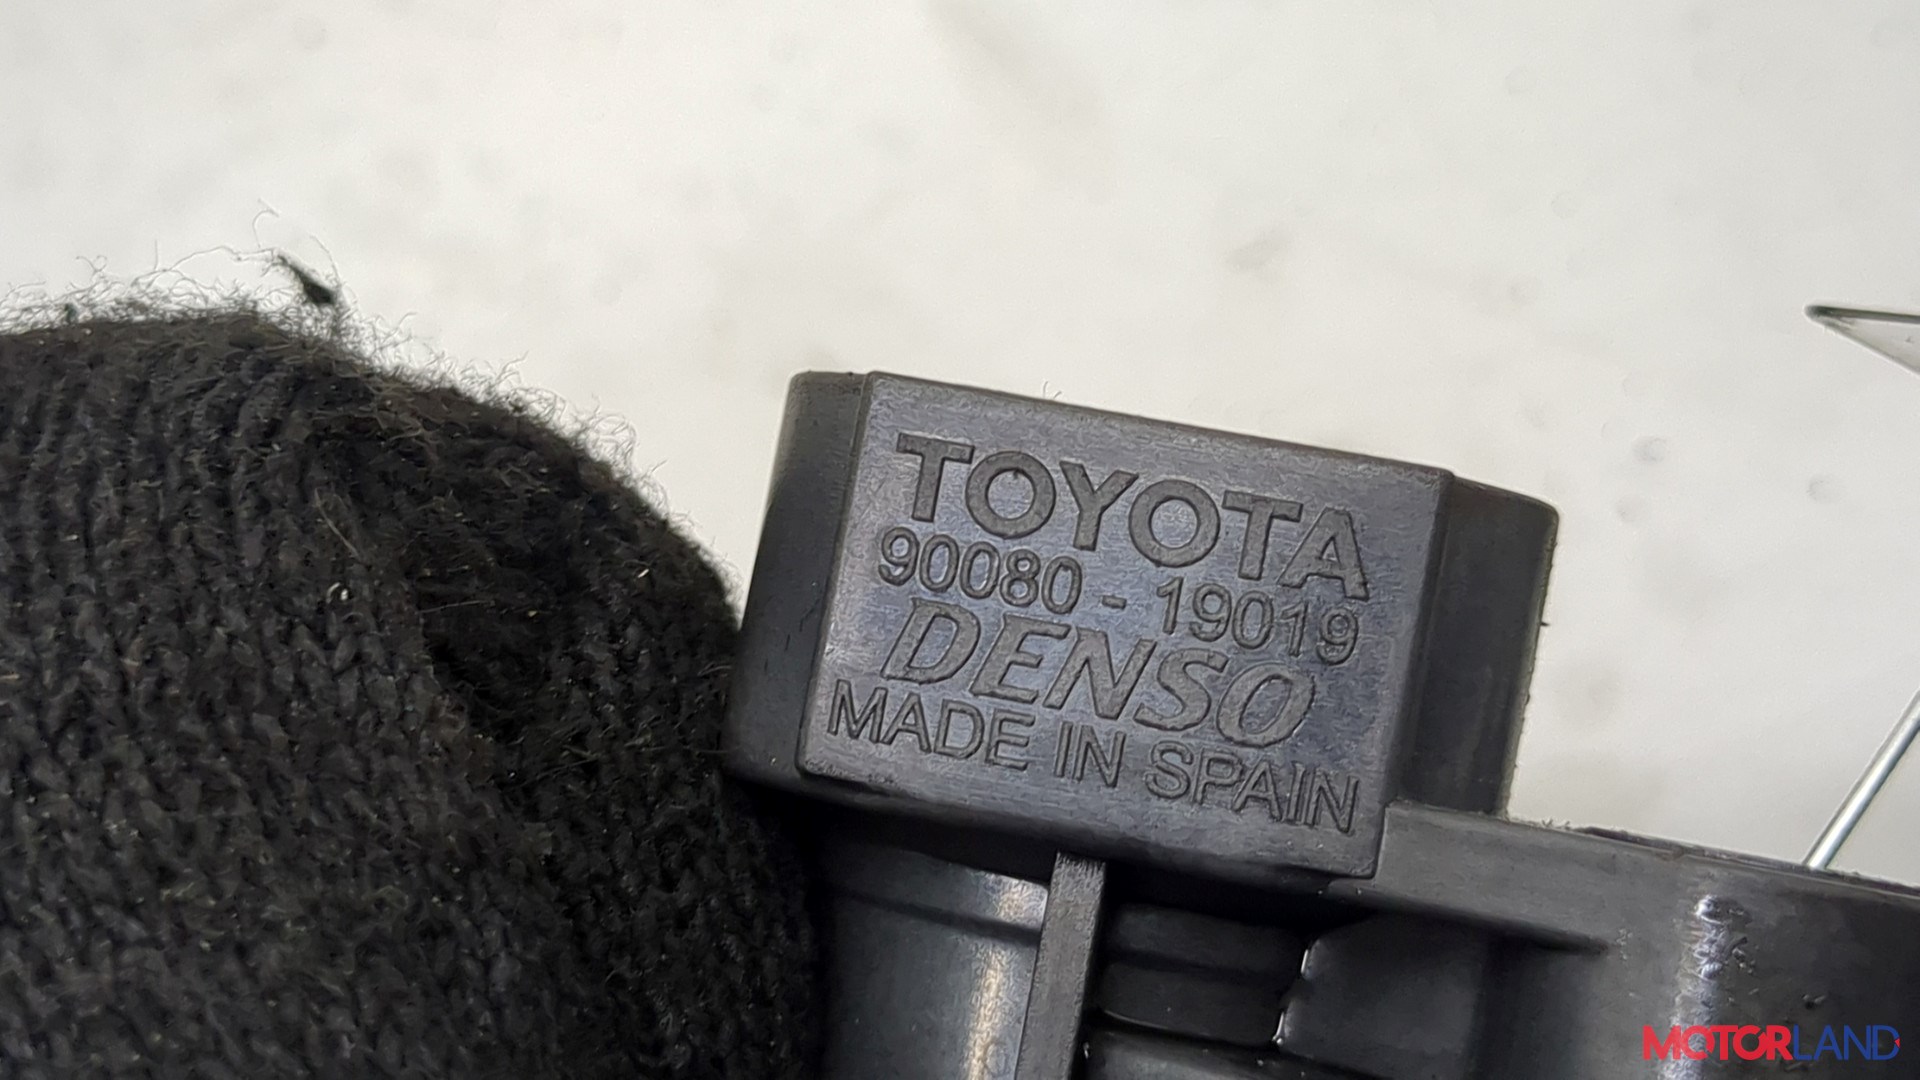 TOYOTA
90080 - 19019
DENSO
MADE IN SPAIN
MOTORLAND